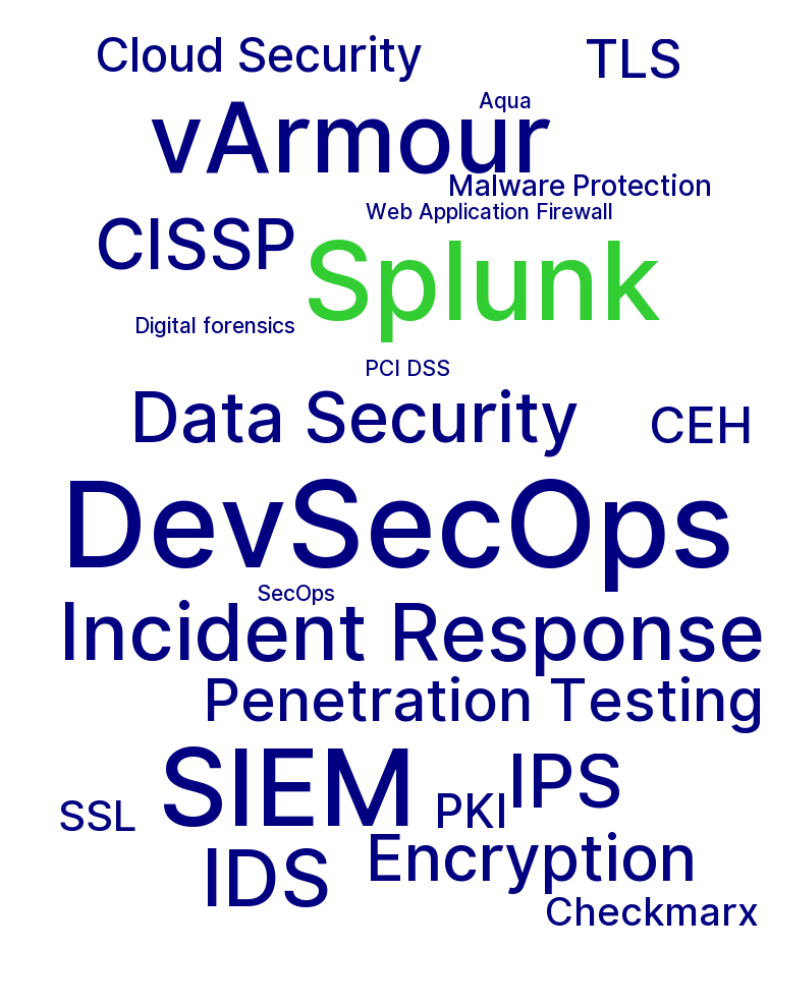 Cloud Security
TLS
Aqua
vArmour
Malware Protection
Web Application Firewall
CISSP
Splunk
Digital forensics
PCI DSS
Data Security
CEH
DevSecOps
SecOps
Incident Response
Penetration Testing
SIEM
IPS
SSL
PKI
Encryption
IDS
Checkmarx